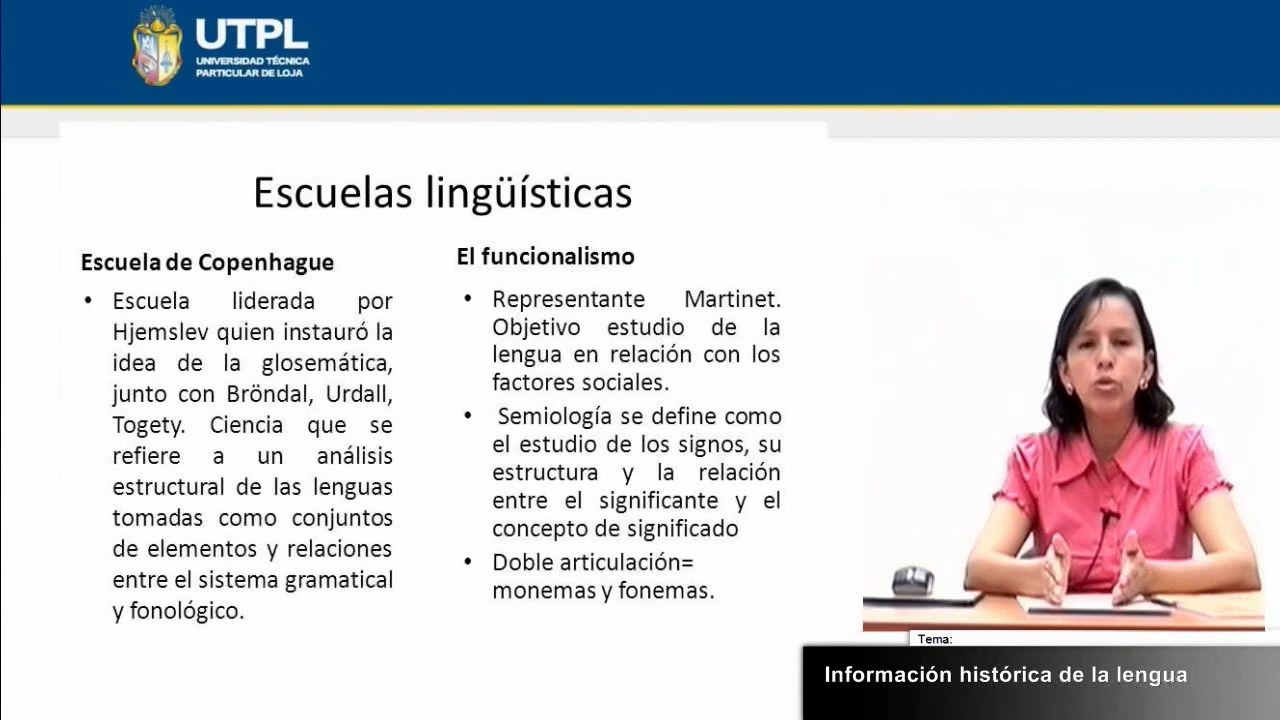 UTPL
UNIVERSIDAD TÉCNICA
PARTICULAR DE LOJA
Escuelas lingüísticas
Escuela de Copenhague
• Escuela liderada por
Hjemslev quien instauró la
idea de la glosemática,
junto con Bröndal, Urdall,
Togety. Ciencia que se
refiere a un análisis
estructural de las lenguas
tomadas como conjuntos
de elementos y relaciones
entre el sistema gramatical
y fonológico.
El funcionalismo
• Representante Martinet.
Objetivo estudio de la
lengua en relación con los
factores sociales.
• Semiología se define como
el estudio de los signos, su
estructura y la relación
entre el significante y el
concepto de significado
• Doble articulación=
monemas y fonemas.
Tema:
Información histórica de la lengua